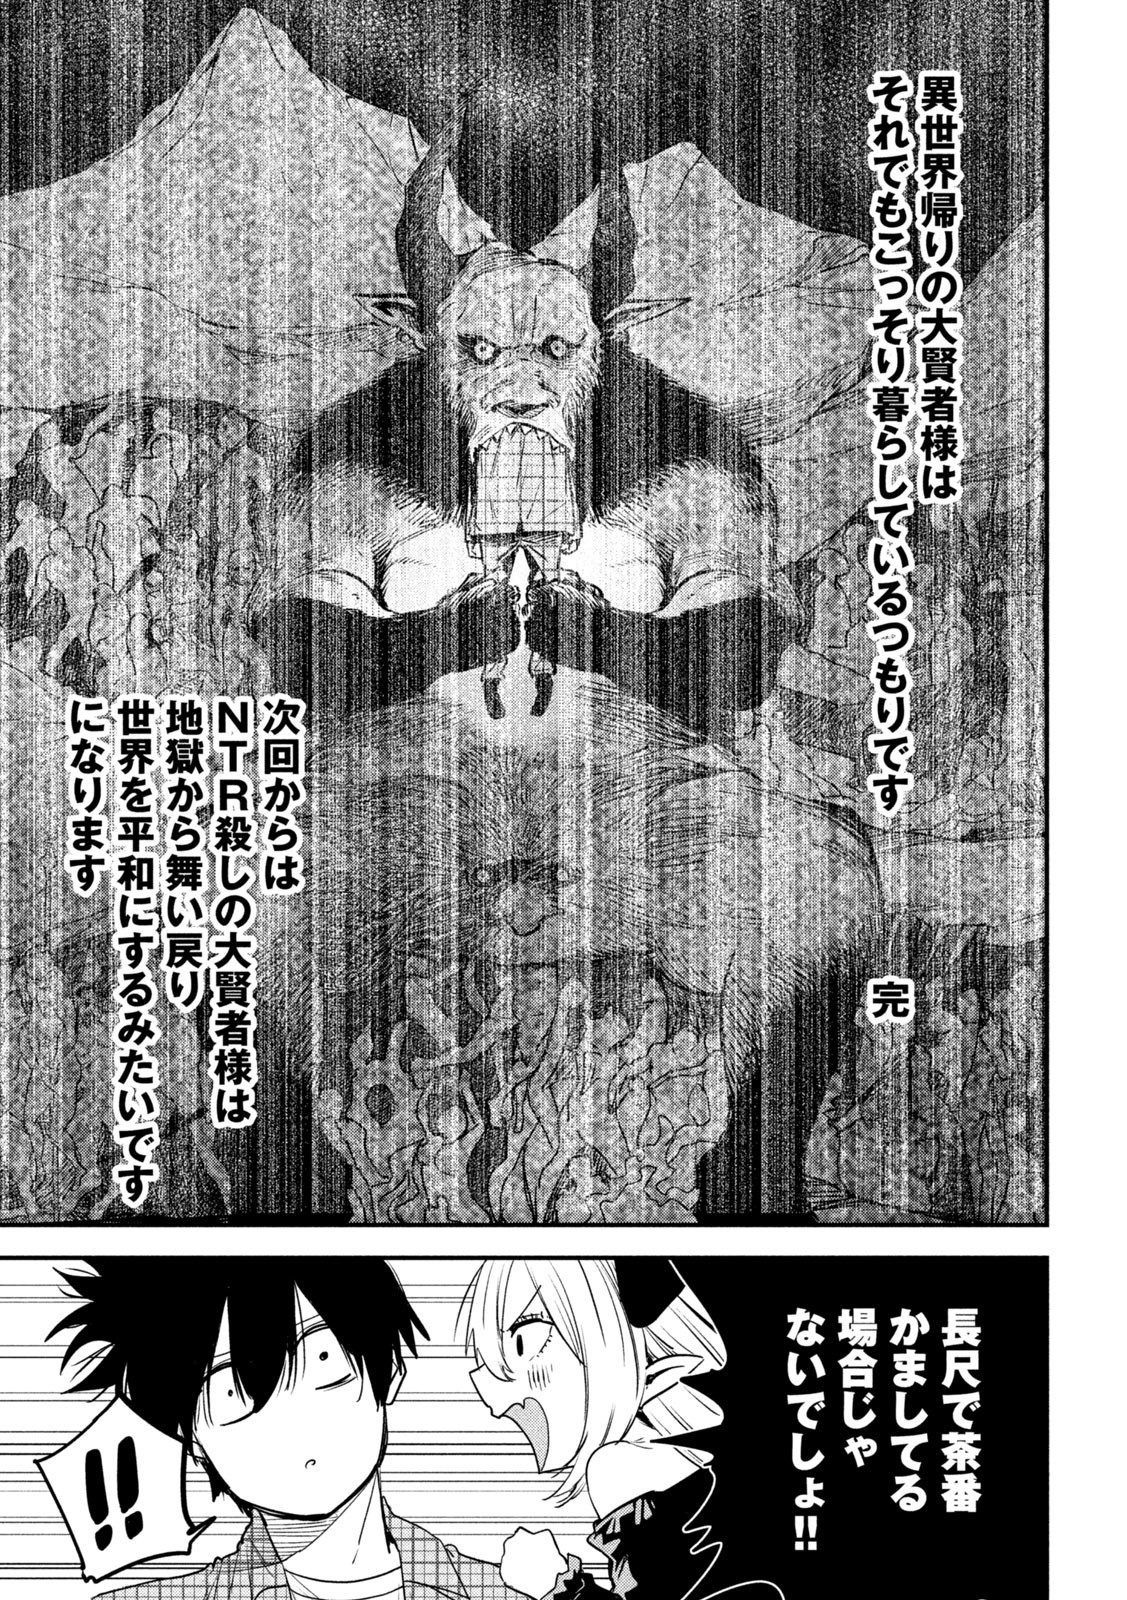 異世界帰りの大賢者様は
それでもこっそり暮らしているつもりです
完
次回からは
NTR殺しの大賢者様は
地獄から舞い戻り
世界を平和にするみたいです
になります
長尺で茶番
かましてる
場合じゃ
ないでしょ!!
!!